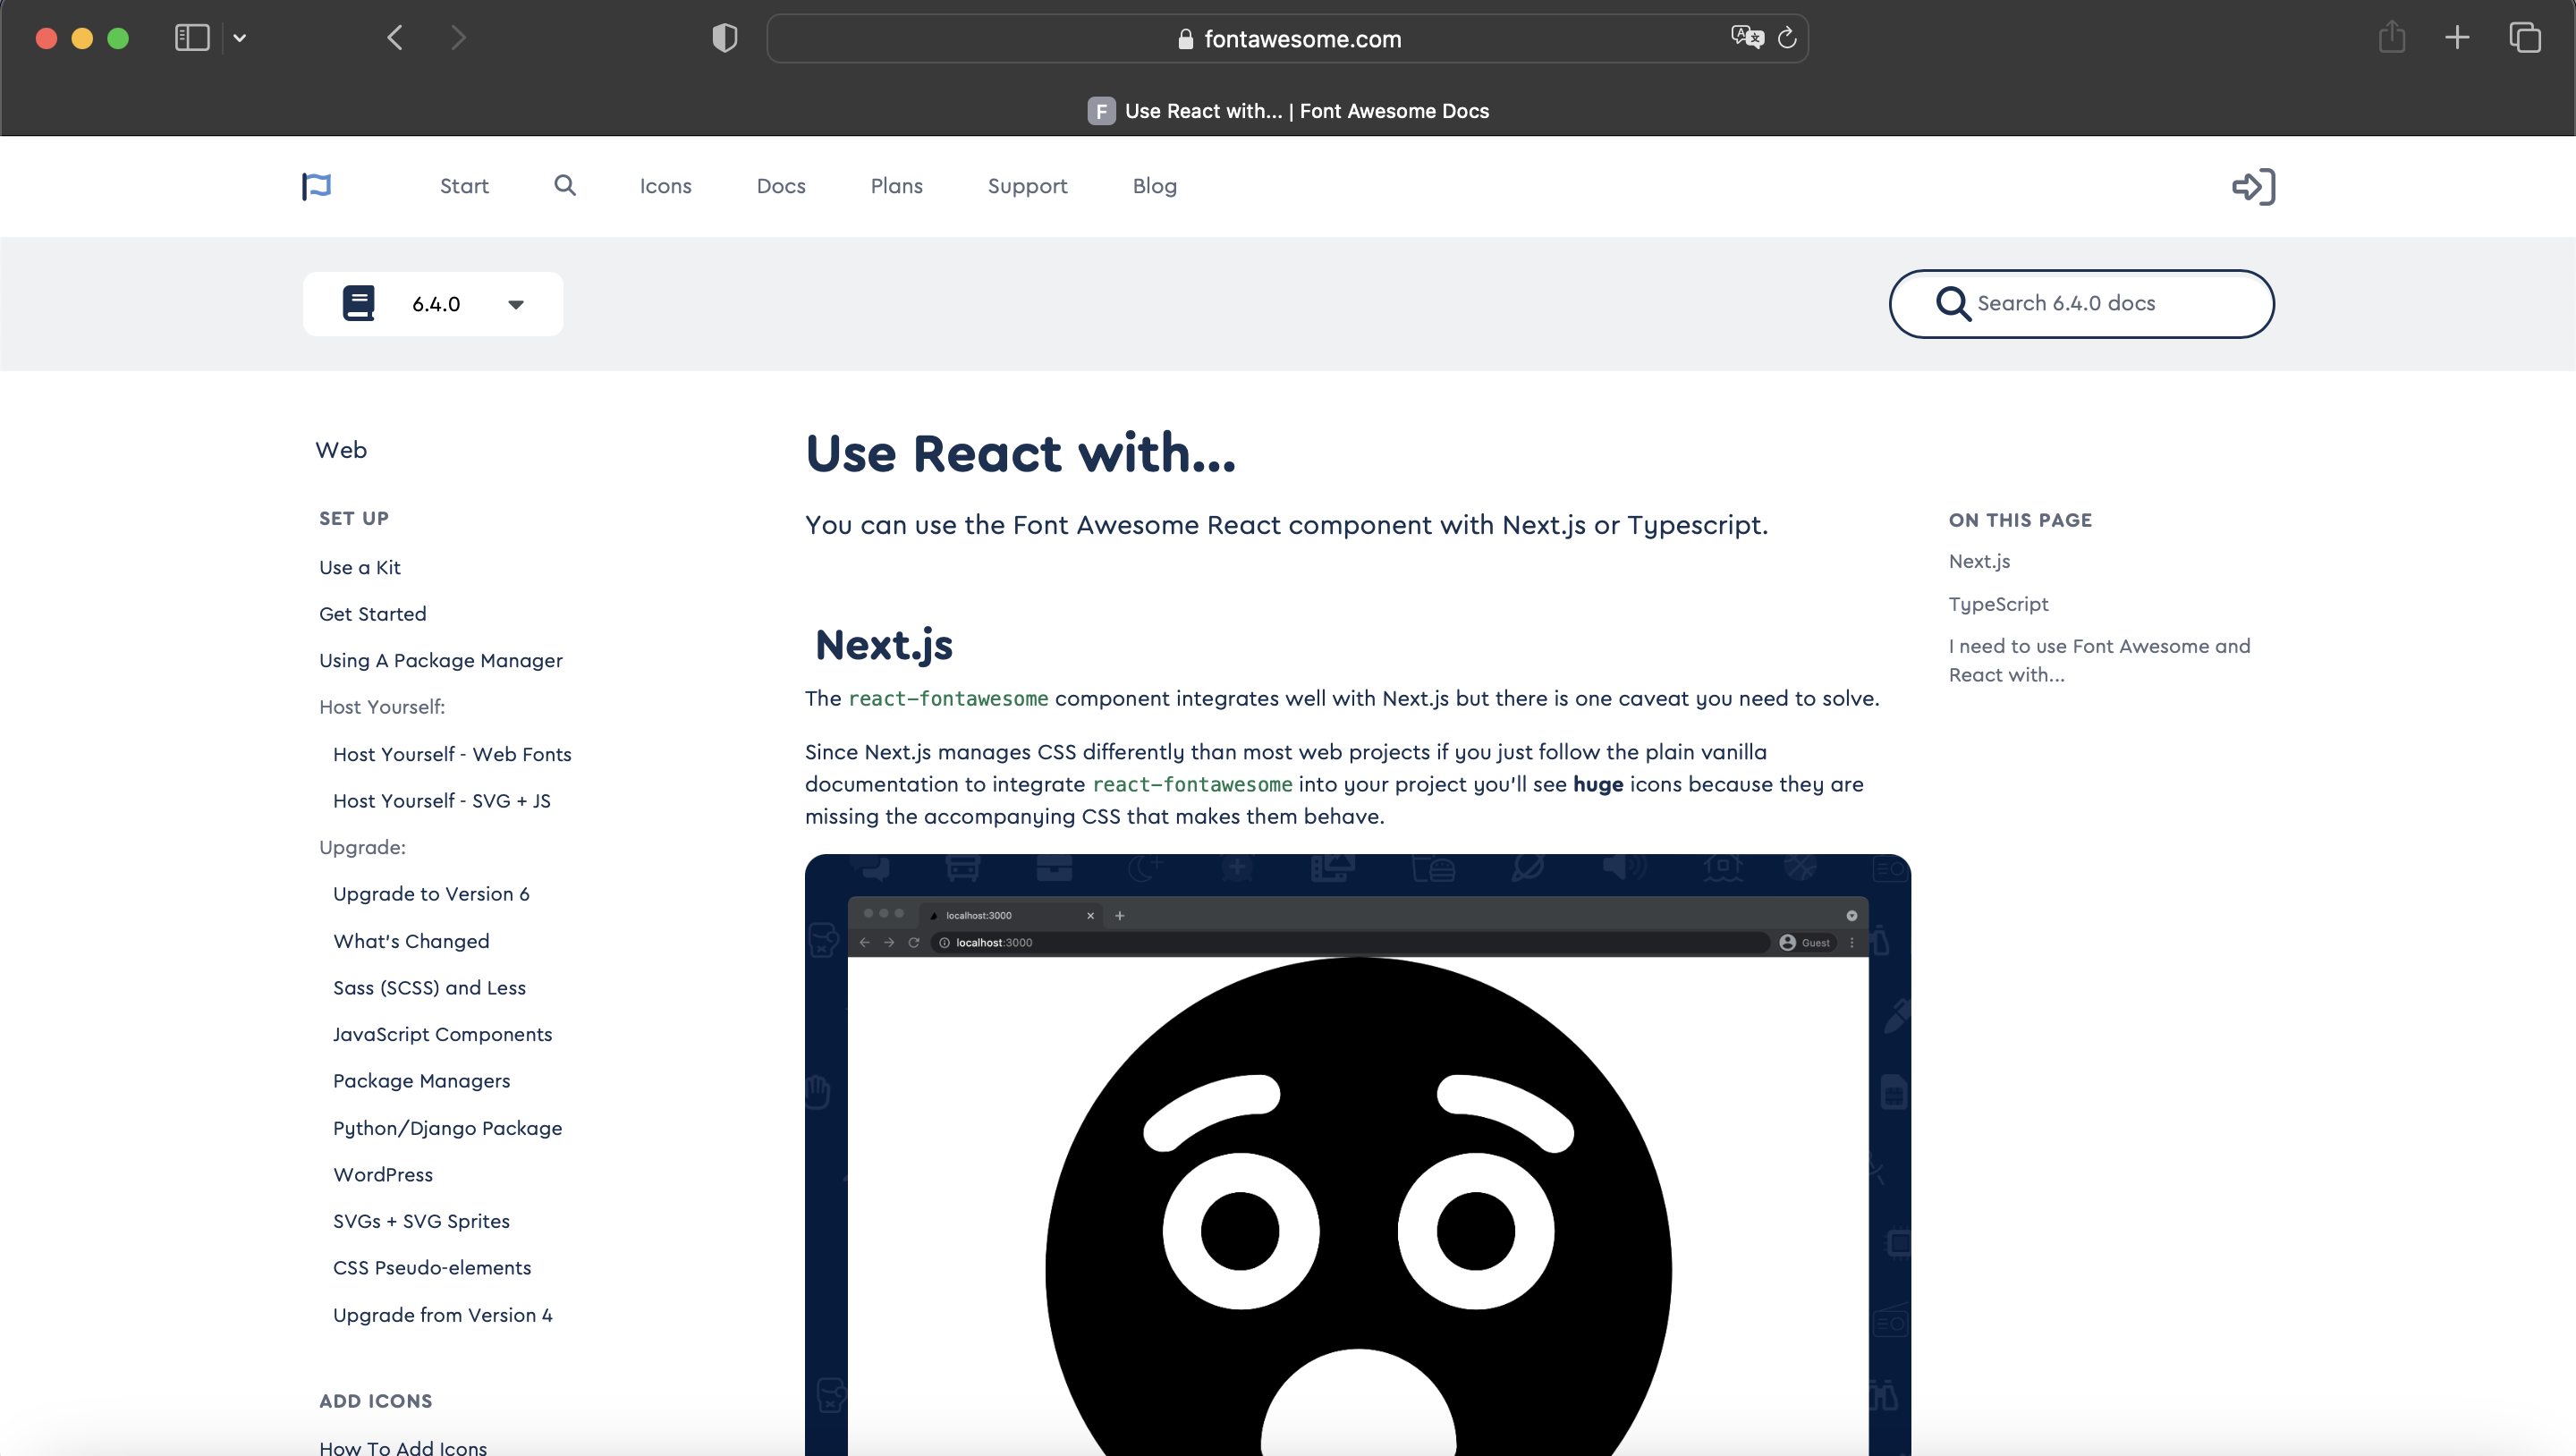 fontawesome.com
F Use React with... | Font Awesome Docs
Start Icons Docs Plans Support Blog
6.4.0
Search 6.4.0 docs
Web
SET UP
Use a Kit
Get Started
Using A Package Manager
Host Yourself:
Host Yourself - Web Fonts
Host Yourself - SVG + JS
Upgrade:
Upgrade to Version 6
What's Changed
Sass (SCSS) and Less
JavaScript Components
Package Managers
Python/Django Package
WordPress
SVGs + SVG Sprites
CSS Pseudo-elements
Upgrade from Version 4
ADD ICONS
How To Add Icons
Use React with...
You can use the Font Awesome React component with Next.js or Typescript.
Next.js
The react-fontawesome component integrates well with Next.js but there is one caveat you need to solve.
Since Next.js manages CSS differently than most web projects if you just follow the plain vanilla
documentation to integrate react-fontawesome into your project you'll see huge icons because they are
missing the accompanying CSS that makes them behave.
localhost:3000
localhost:3000
Guest
ON THIS PAGE
Next.js
TypeScript
I need to use Font Awesome and
React with...